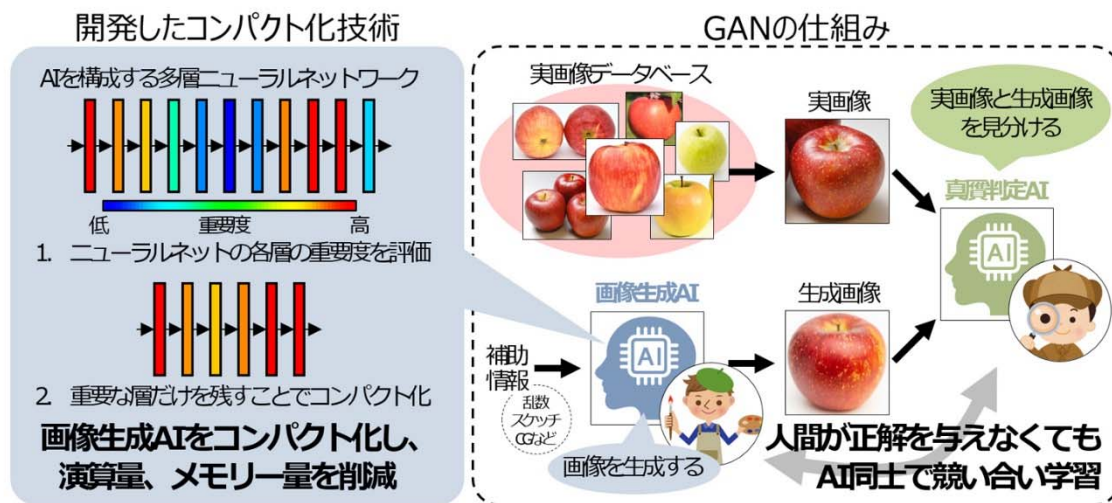 開発したコンパクト化技術
AIを構成する多層ニューラルネットワーク
低 重要度 高
1. ニューラルネットの各層の重要度を評価
2. 重要な層だけを残すことでコンパクト化
画像生成AIをコンパクト化し、
演算量、メモリー量を削減
GANの仕組み
実画像データベース
実画像
実画像と生成画像
を見分ける
真贋判定AI
AI
画像生成AI
AI
生成画像
補助
情報
乱数
スケッチ
CGなど
画像を生成する
人間が正解を与えなくても
AI同士で競い合い学習